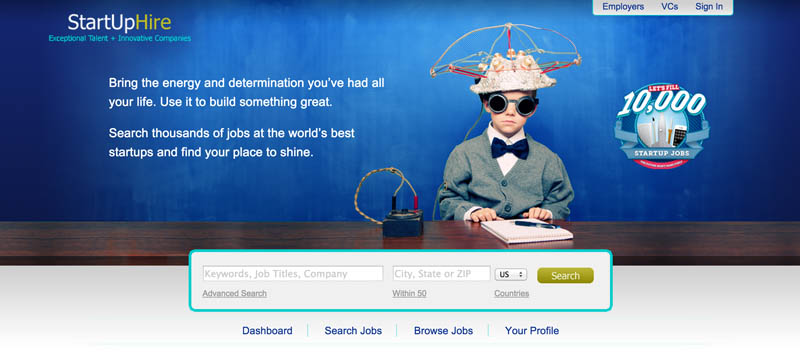 StartUpHire
Exceptional Talent + Innovative Companies
Employers VCs Sign In
Bring the energy and determination you've had all
your life. Use it to build something great.
Search thousands of jobs at the world's best
startups and find your place to shine.
LET'S FILL
10,000
STARTUP JOBS
Keywords, Job Titles, Company
City, State or ZIP
US
Search
Advanced Search
Within 50
Countries
Dashboard Search Jobs Browse Jobs Your Profile